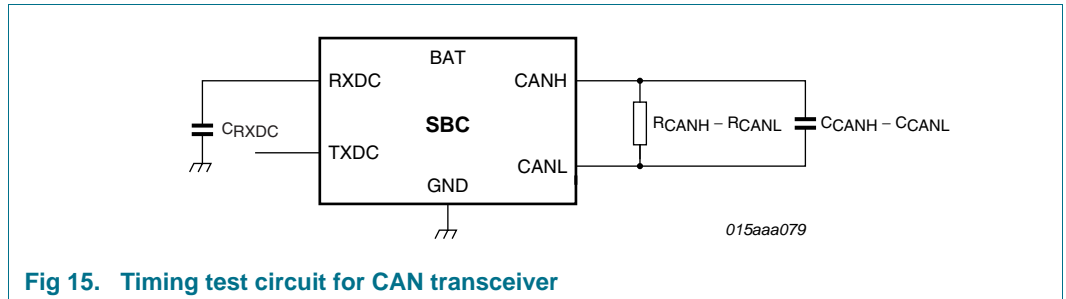 BAT
RXDC
CANH
CRXDC
SBC
RCANH – RCANL
CCANH – CCANL
TXDC
CANL
GND
015aaa079
Fig 15. Timing test circuit for CAN transceiver